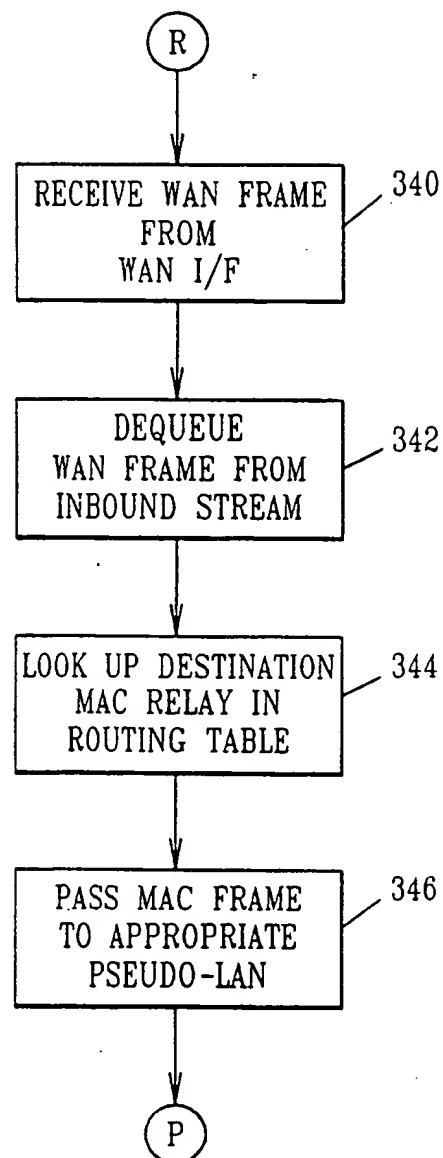 R
RECEIVE WAN FRAME
FROM
WAN I/F
340
DEQUEUE
WAN FRAME FROM
INBOUND STREAM
342
LOOK UP DESTINATION
MAC RELAY IN
ROUTING TABLE
344
PASS MAC FRAME
TO APPROPRIATE
PSEUDO-LAN
346
P